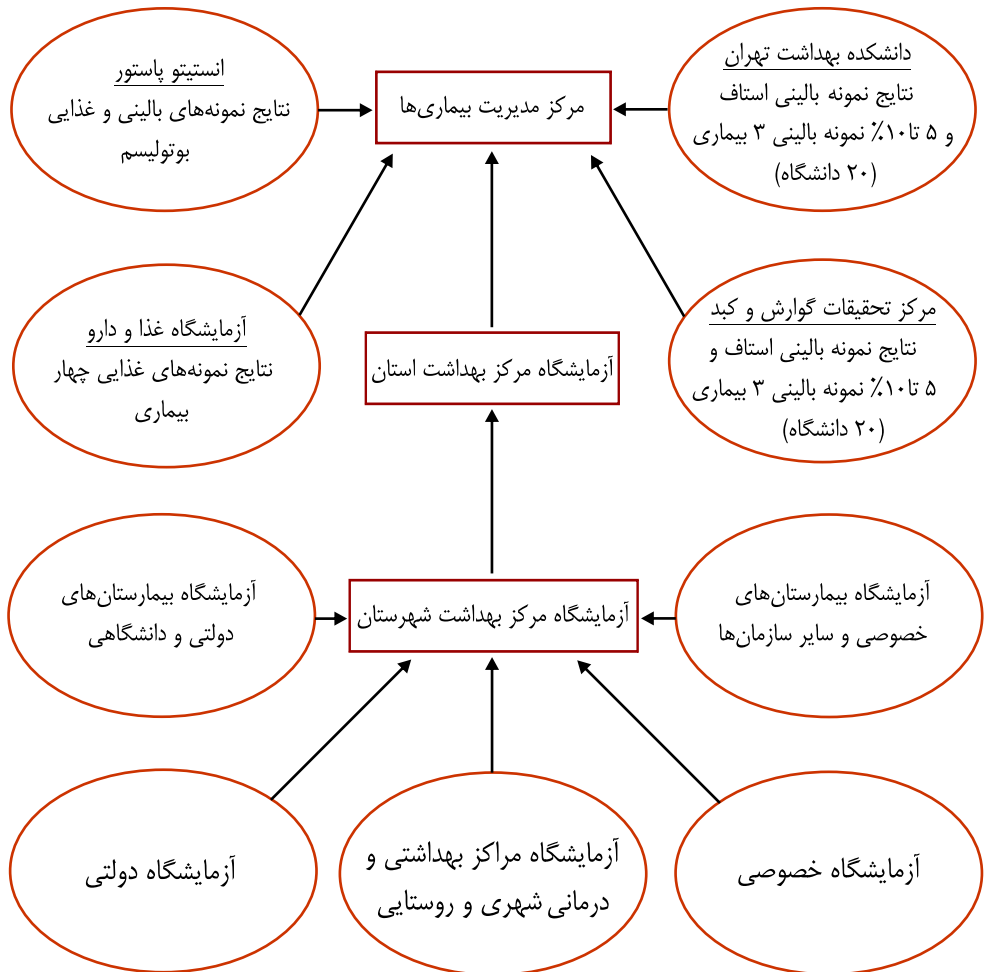 دانشکده بهداشت تهران
نتایج نمونه بالینی استاف
و ۵ تا۱۰٪ نمونه بالینی ۳ بیماری
(۲۰ دانشگاه)
مرکز مدیریت بیماری‌ها
انستیتو پاستور
نتایج نمونه‌های بالینی و غذایی
بوتولیسم
مرکز تحقیقات گوارش و کبد
نتایج نمونه بالینی استاف و
۵ تا۱۰٪ نمونه بالینی ۳ بیماری
(۲۰ دانشگاه)
آزمایشگاه مرکز بهداشت استان
آزمایشگاه غذا و دارو
نتایج نمونه‌های غذایی چهار
بیماری
آزمایشگاه بیمارستان‌های
خصوصی و سایر سازمان‌ها
آزمایشگاه مرکز بهداشت شهرستان
آزمایشگاه بیمارستان‌های
دولتی و دانشگاهی
آزمایشگاه خصوصی
آزمایشگاه مراکز بهداشتی و
درمانی شهری و روستایی
آزمایشگاه دولتی